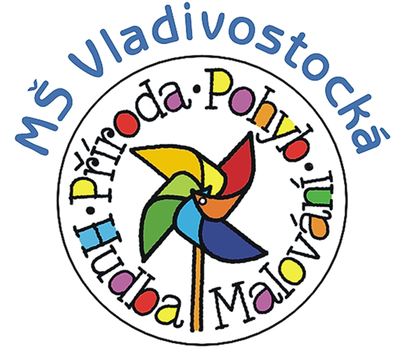 MŠ Vladivostocká
Příroda · Pohyb · Malování Hudba ·